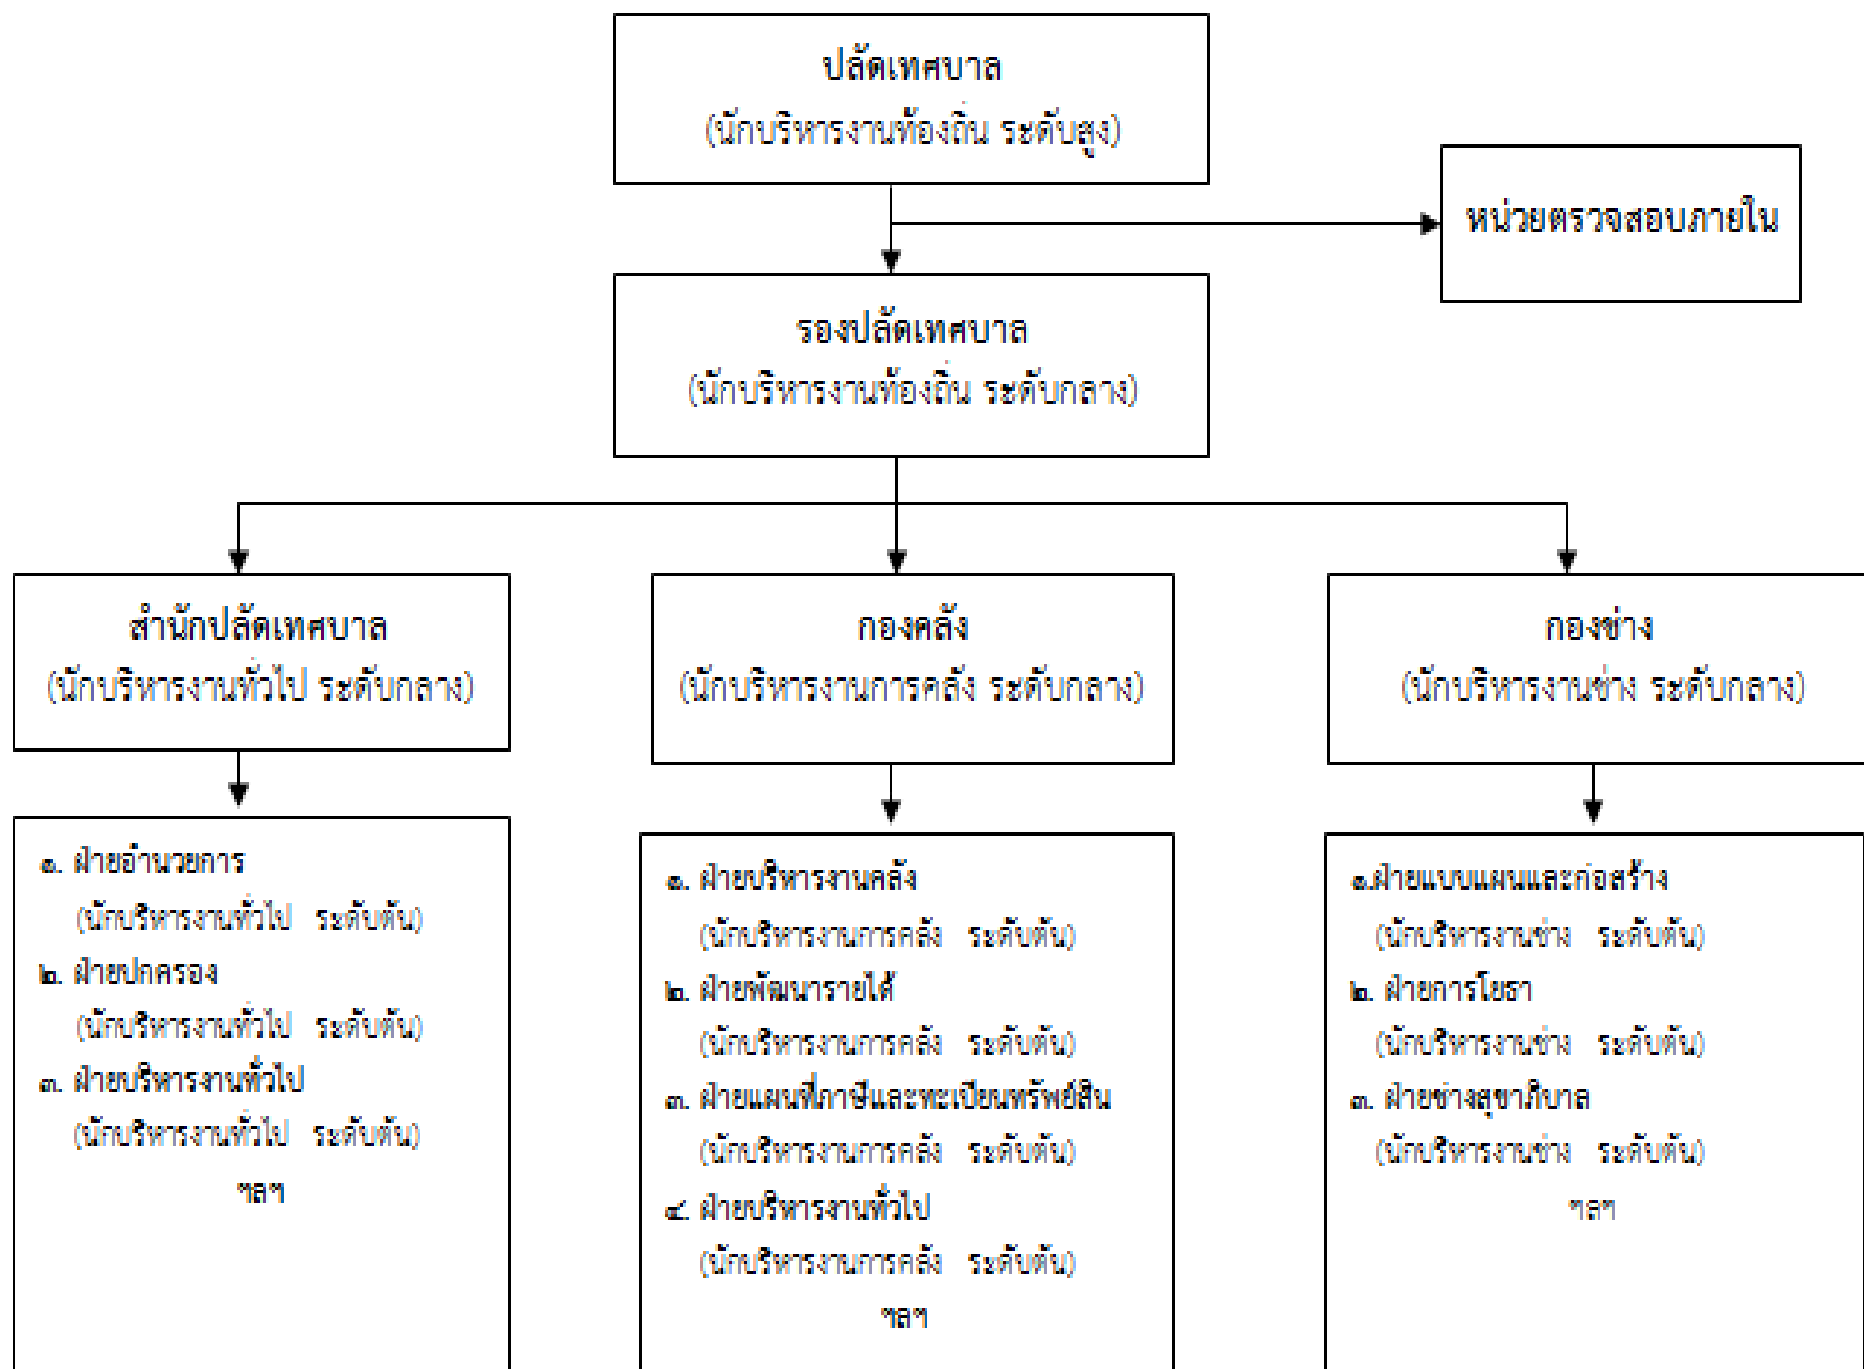 ปลัดเทศบาล
(นักบริหารงานท้องถิ่น ระดับสูง)
หน่วยตรวจสอบภายใน
รองปลัดเทศบาล
(นักบริหารงานท้องถิ่น ระดับกลาง)
สำนักปลัดเทศบาล
(นักบริหารงานทั่วไป ระดับกลาง)
กองคลัง
(นักบริหารงานการคลัง ระดับกลาง)
กองช่าง
(นักบริหารงานช่าง ระดับกลาง)
๑. ฝ่ายอำนวยการ
(นักบริหารงานทั่วไป ระดับต้น)
๒. ฝ่ายปกครอง
(นักบริหารงานทั่วไป ระดับต้น)
๓. ฝ่ายบริหารงานทั่วไป
(นักบริหารงานทั่วไป ระดับต้น)
ฯลฯ
๑. ฝ่ายบริหารงานคลัง
(นักบริหารงานการคลัง ระดับต้น)
๒. ฝ่ายพัฒนารายได้
(นักบริหารงานการคลัง ระดับต้น)
๓. ฝ่ายแผนที่ภาษีและทะเบียนทรัพย์สิน
(นักบริหารงานการคลัง ระดับต้น)
๔. ฝ่ายบริหารงานทั่วไป
(นักบริหารงานการคลัง ระดับต้น)
ฯลฯ
๑.ฝ่ายแบบแผนและก่อสร้าง
(นักบริหารงานช่าง ระดับต้น)
๒. ฝ่ายการโยธา
(นักบริหารงานช่าง ระดับต้น)
๓. ฝ่ายช่างสุขาภิบาล
(นักบริหารงานช่าง ระดับต้น)
ฯลฯ